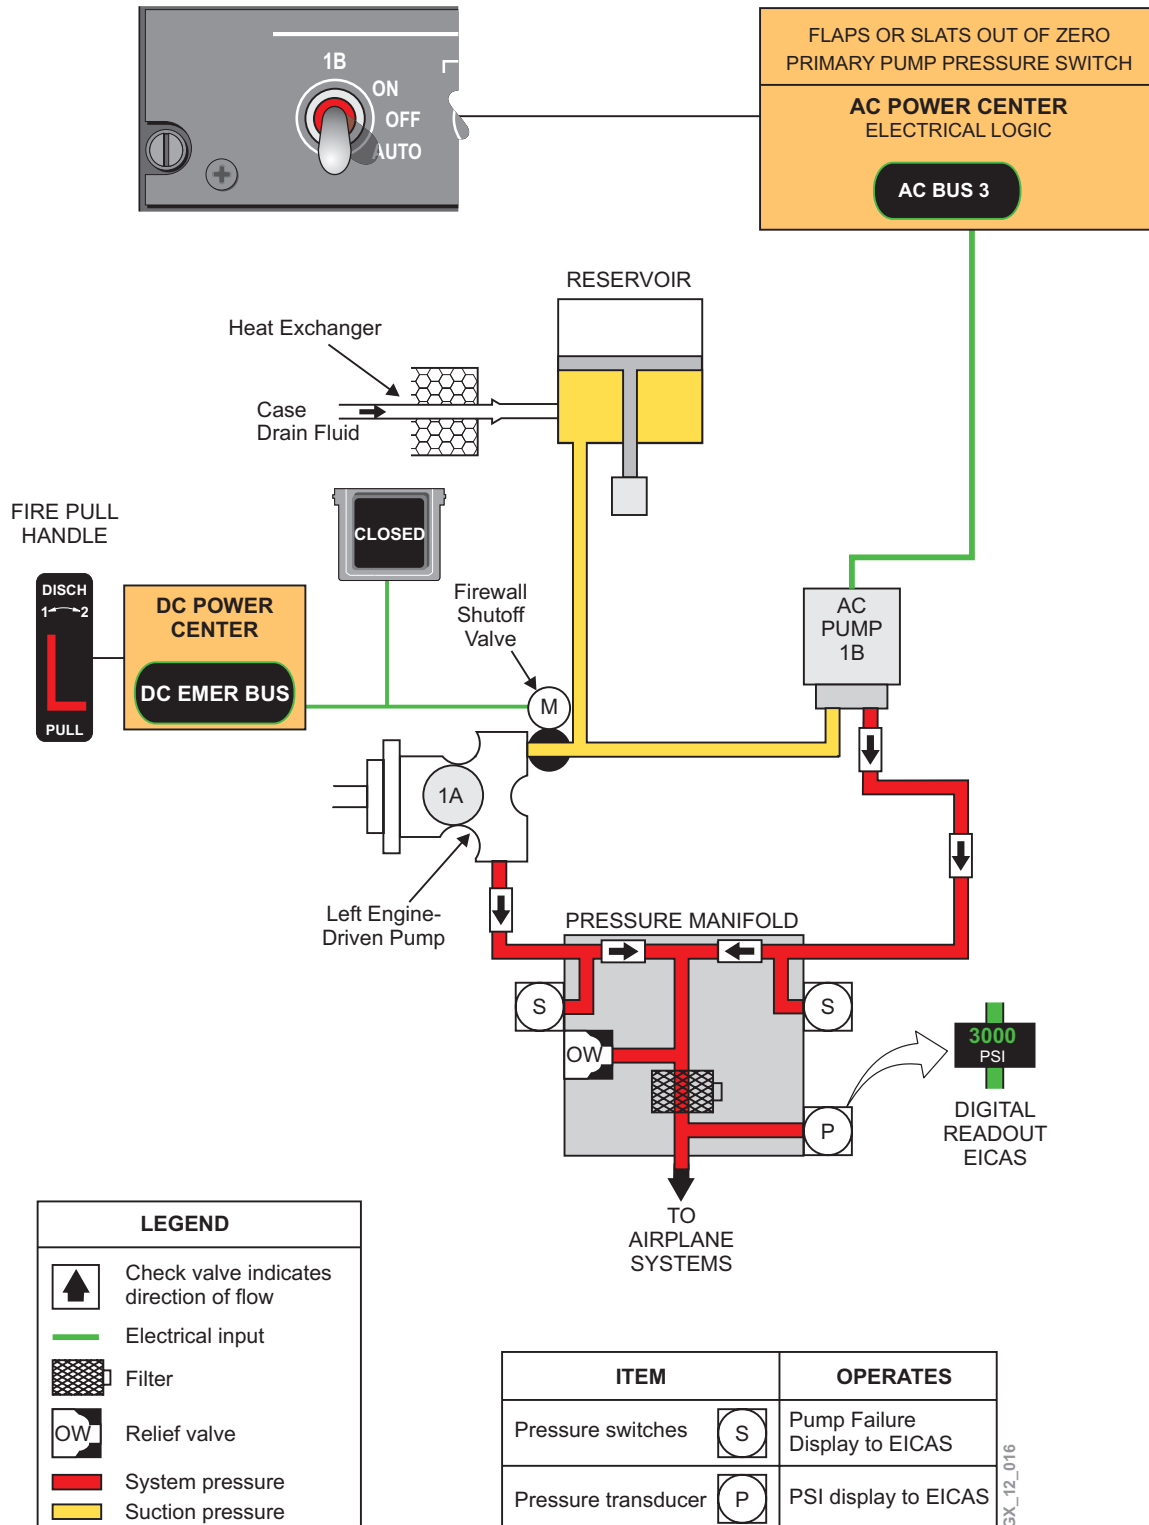 1B
ON
OFF
AUTO
FLAPS OR SLATS OUT OF ZERO
PRIMARY PUMP PRESSURE SWITCH
AC POWER CENTER
ELECTRICAL LOGIC
AC BUS 3
RESERVOIR
Heat Exchanger
Case
Drain Fluid
FIRE PULL
HANDLE
CLOSED
DISCH
1 2
PULL
DC POWER
CENTER
DC EMER BUS
Firewall
Shutoff
Valve
M
AC
PUMP
1B
1A
Left Engine-
Driven Pump
PRESSURE MANIFOLD
S
S
OW
P
3000
PSI
DIGITAL
READOUT
EICAS
TO
AIRPLANE
SYSTEMS
LEGEND
Check valve indicates
direction of flow
Electrical input
Filter
OW
Relief valve
System pressure
Suction pressure
ITEM OPERATES
Pressure switches S Pump Failure
Display to EICAS
Pressure transducer P PSI display to EICAS
GX_12_016